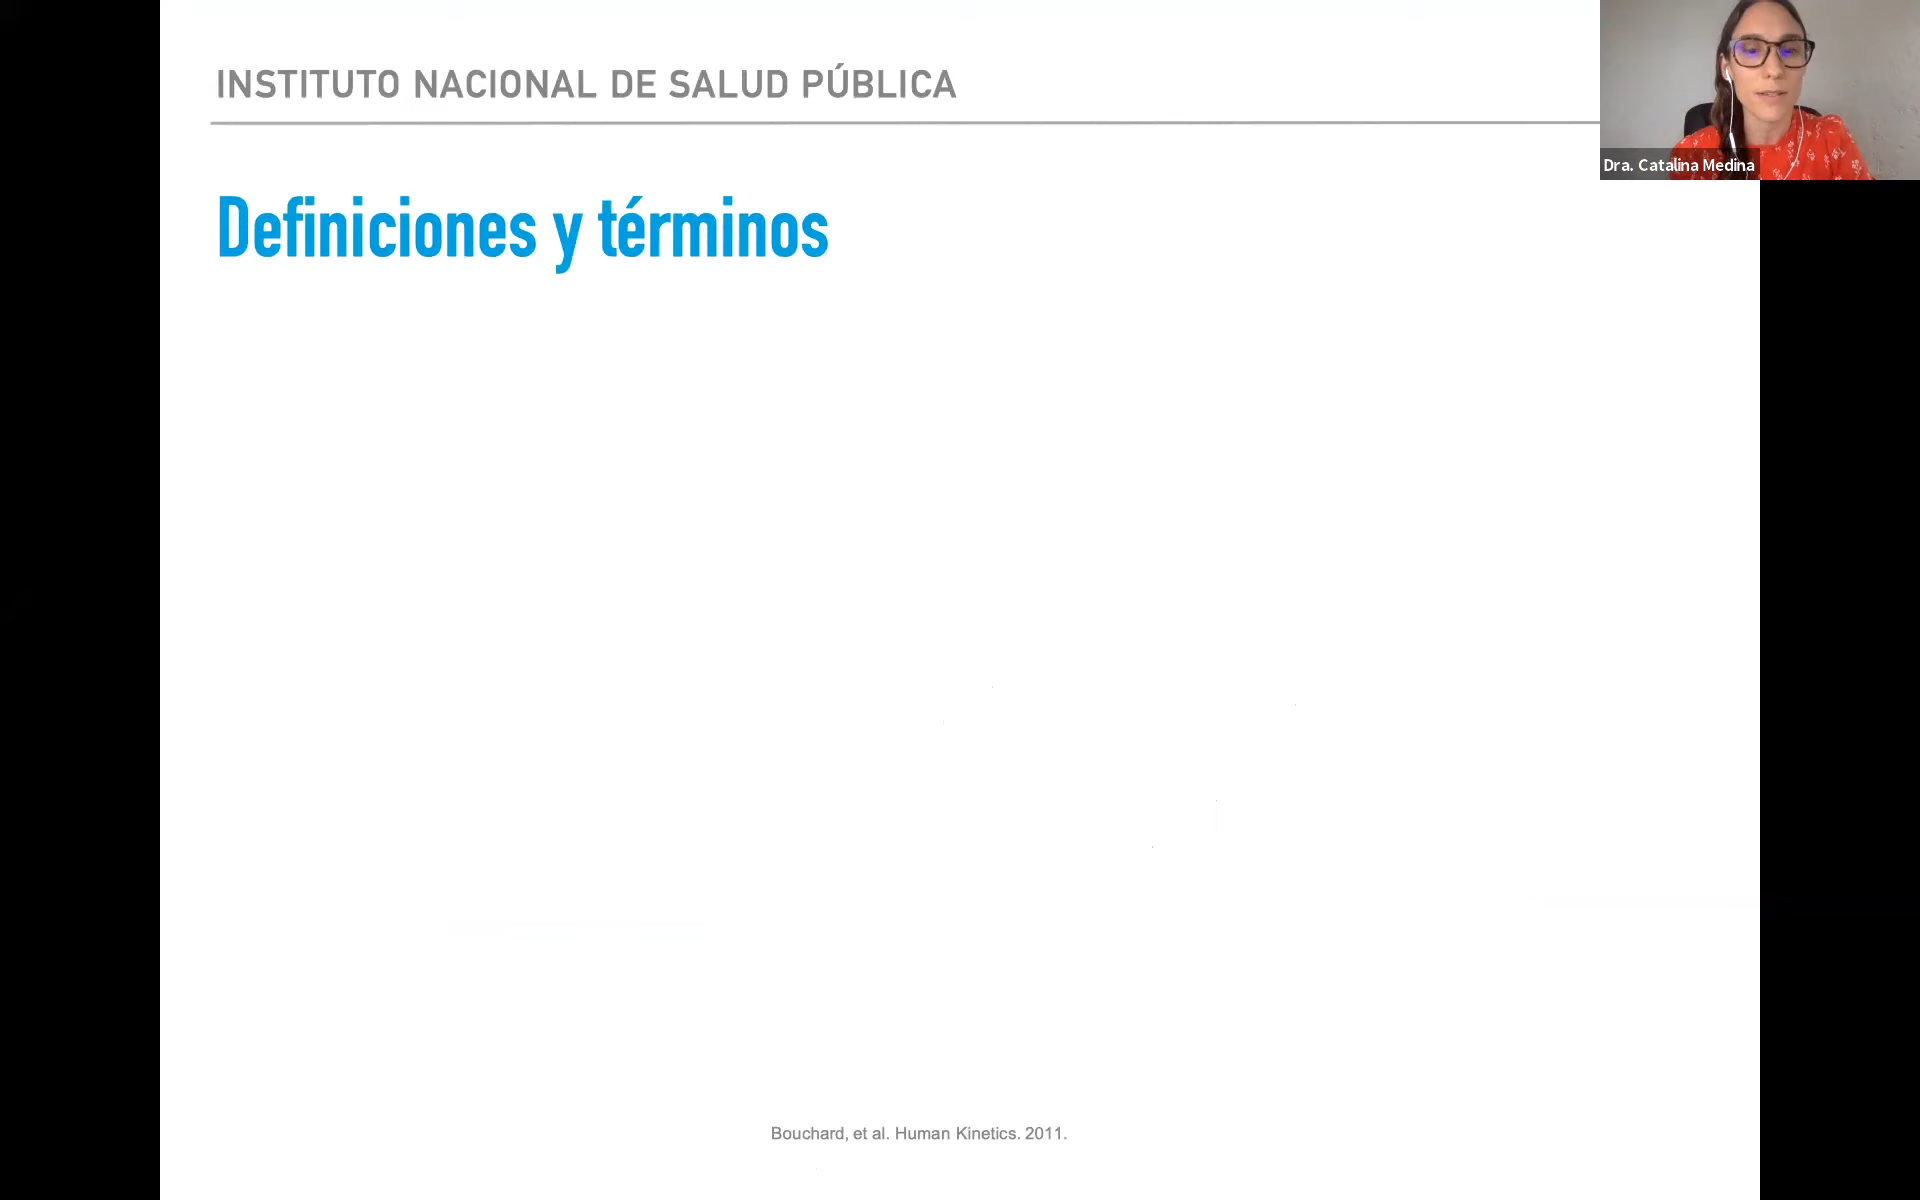 INSTITUTO NACIONAL DE SALUD PÚBLICA
Dra. Catalina Medina
Definiciones y términos
Bouchard, et al. Human Kinetics. 2011.